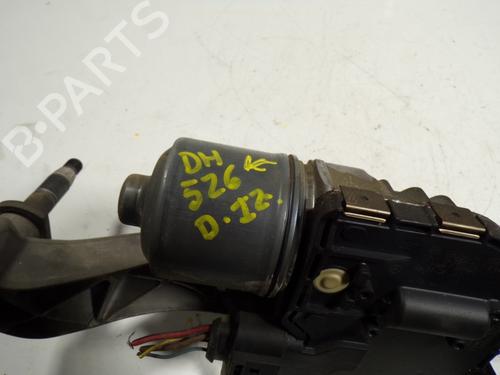 B-PARTS
DH K
526
D.IZ.